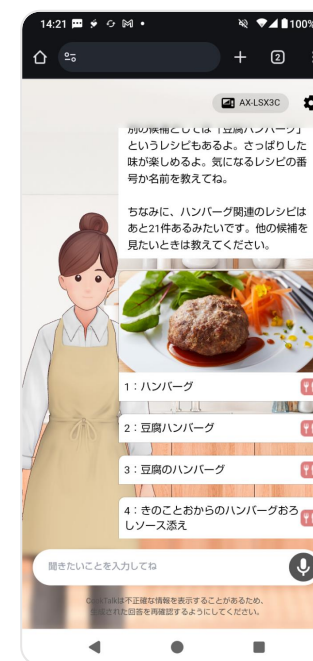 14:21
100%
2
AX-LSX3C
別の候補としては「豆腐ハンバーグ」
というレシピもあるよ。さっぱりした
味が楽しめるよ。気になるレシピの番
号か名前を教えてね。
ちなみに、ハンバーグ関連のレシピは
あと21件あるみたいです。他の候補を
見たいときは教えてください。
1：ハンバーグ
2：豆腐ハンバーグ
3：豆腐のハンバーグ
4：きのことおからのハンバーグおろ
しソース添え
聞きたいことを入力してね
CookTalkは不正確な情報を表示することがあるため、
生成された回答を再確認するようにしてください。